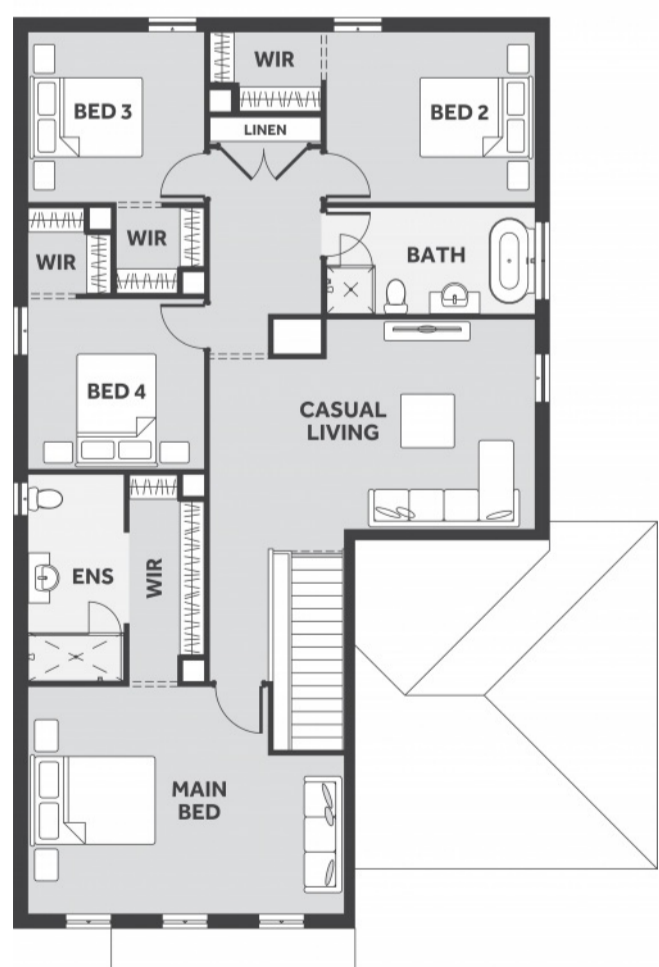 WIR
BED 3
BED 2
LINEN
WIR
WIR
BATH
BED 4
CASUAL
LIVING
ENS
WIR
MAIN
BED